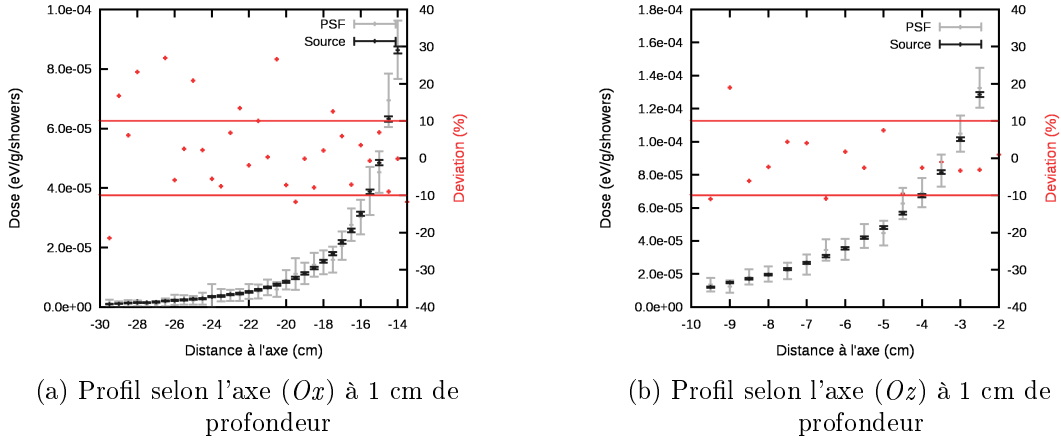 1.0e-04
8.0e-05
6.0e-05
4.0e-05
2.0e-05
0.0e+00
Dose (eV/g/showers)
-30 -28 -26 -24 -22 -20 -18 -16 -14
Distance à l'axe (cm)
40
30
20
10
0
-10
-20
-30
-40
Deviation (%)
PSF
Source
(a) Profil selon l'axe (Ox) à 1 cm de
profondeur
1.8e-04
1.6e-04
1.4e-04
1.2e-04
1.0e-04
8.0e-05
6.0e-05
4.0e-05
2.0e-05
0.0e+00
Dose (eV/g/showers)
-10 -9 -8 -7 -6 -5 -4 -3 -2
Distance à l'axe (cm)
40
30
20
10
0
-10
-20
-30
-40
Deviation (%)
PSF
Source
(b) Profil selon l'axe (Oz) à 1 cm de
profondeur